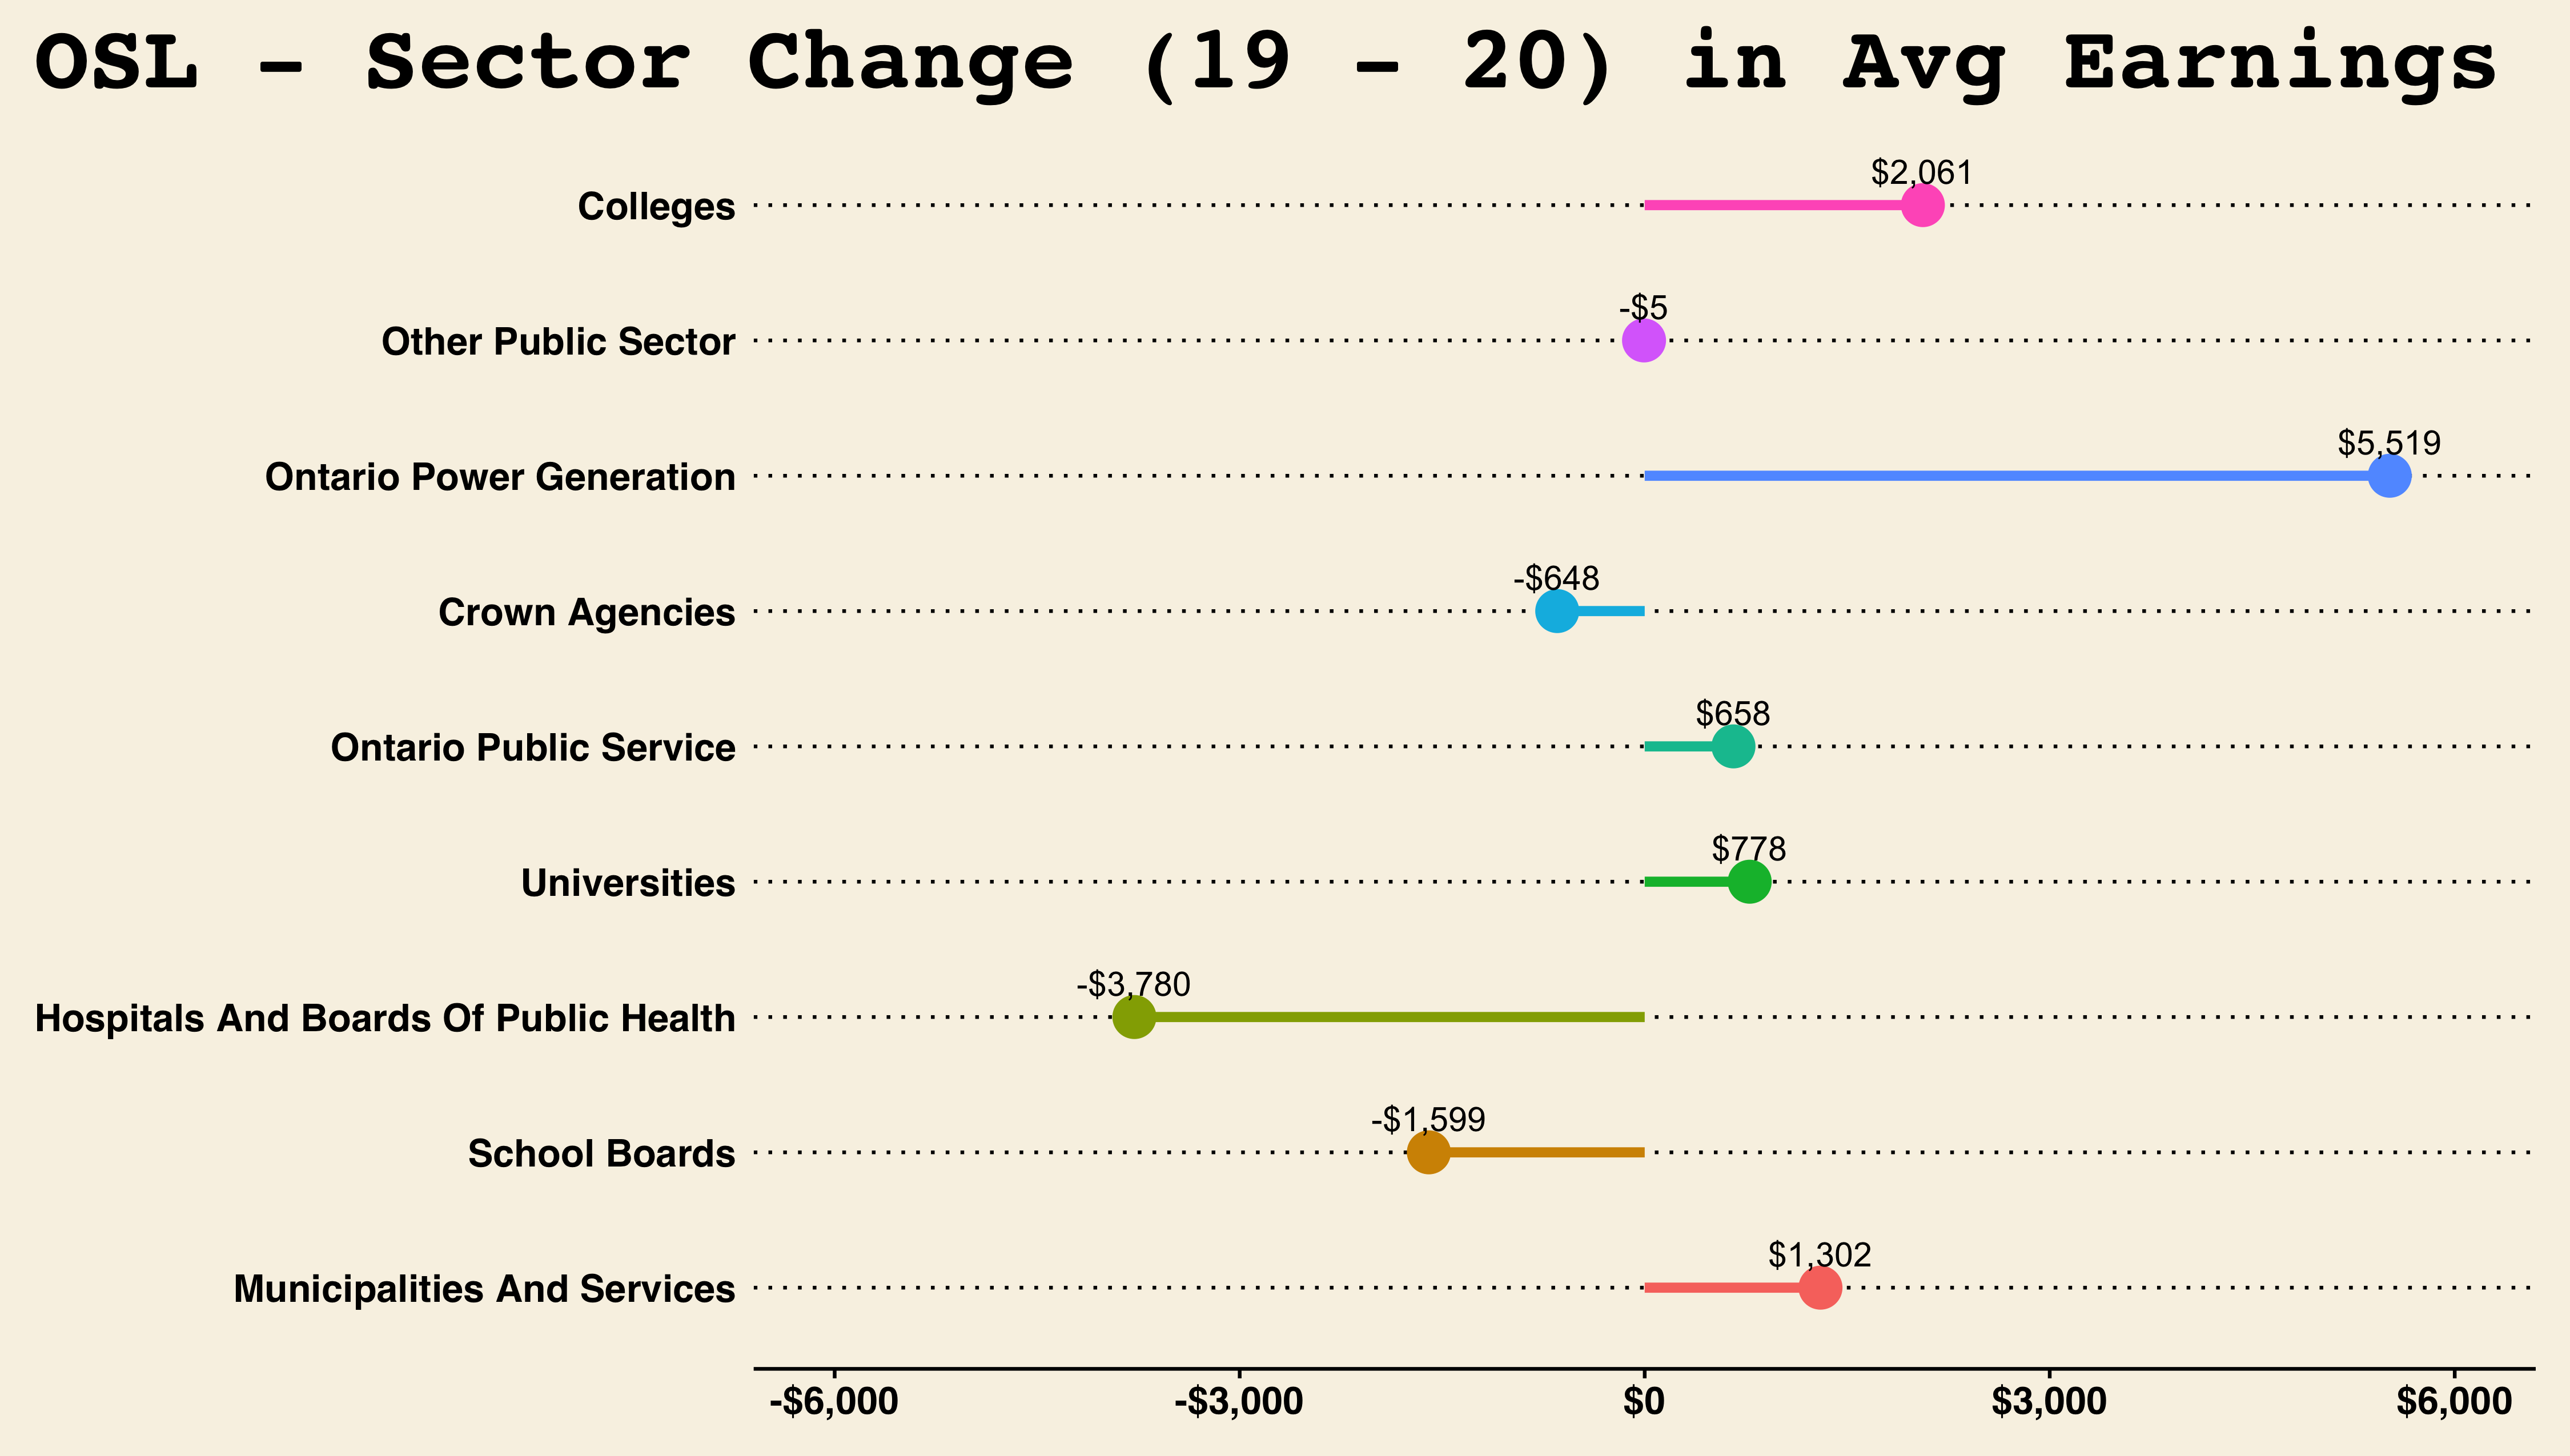 OSL - Sector Change (19 - 20) in Avg Earnings
$2,061
Colleges
-$5
Other Public Sector
$5,519
Ontario Power Generation
-$648
Crown Agencies
$658
Ontario Public Service
$778
Universities
-$3,780
Hospitals And Boards Of Public Health
-$1,599
School Boards
$1,302
Municipalities And Services
-$6,000 -$3,000 $0 $3,000 $6,000